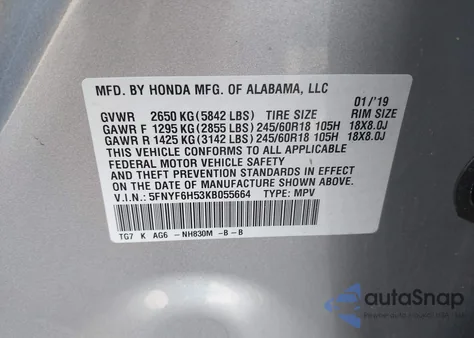 MFD. BY HONDA MFG. OF ALABAMA, LLC
01/'19
GVWR 2650 KG (5842 LBS) TIRE SIZE RIM SIZE
GAWR F 1295 KG (2855 LBS) 245/60R18 105H 18X8.0J
GAWR R 1425 KG (3142 LBS) 245/60R18 105H 18X8.0J
THIS VEHICLE CONFORMS TO ALL APPLICABLE
FEDERAL MOTOR VEHICLE SAFETY
AND THEFT PREVENTION STANDARDS IN EFFECT
ON THE DATE OF MANUFACTURE SHOWN ABOVE.
V.I.N.: 5FNYF6H53KB055664 TYPE: MPV
TG7 K AG6 -NH830M -B -B
autoSnap